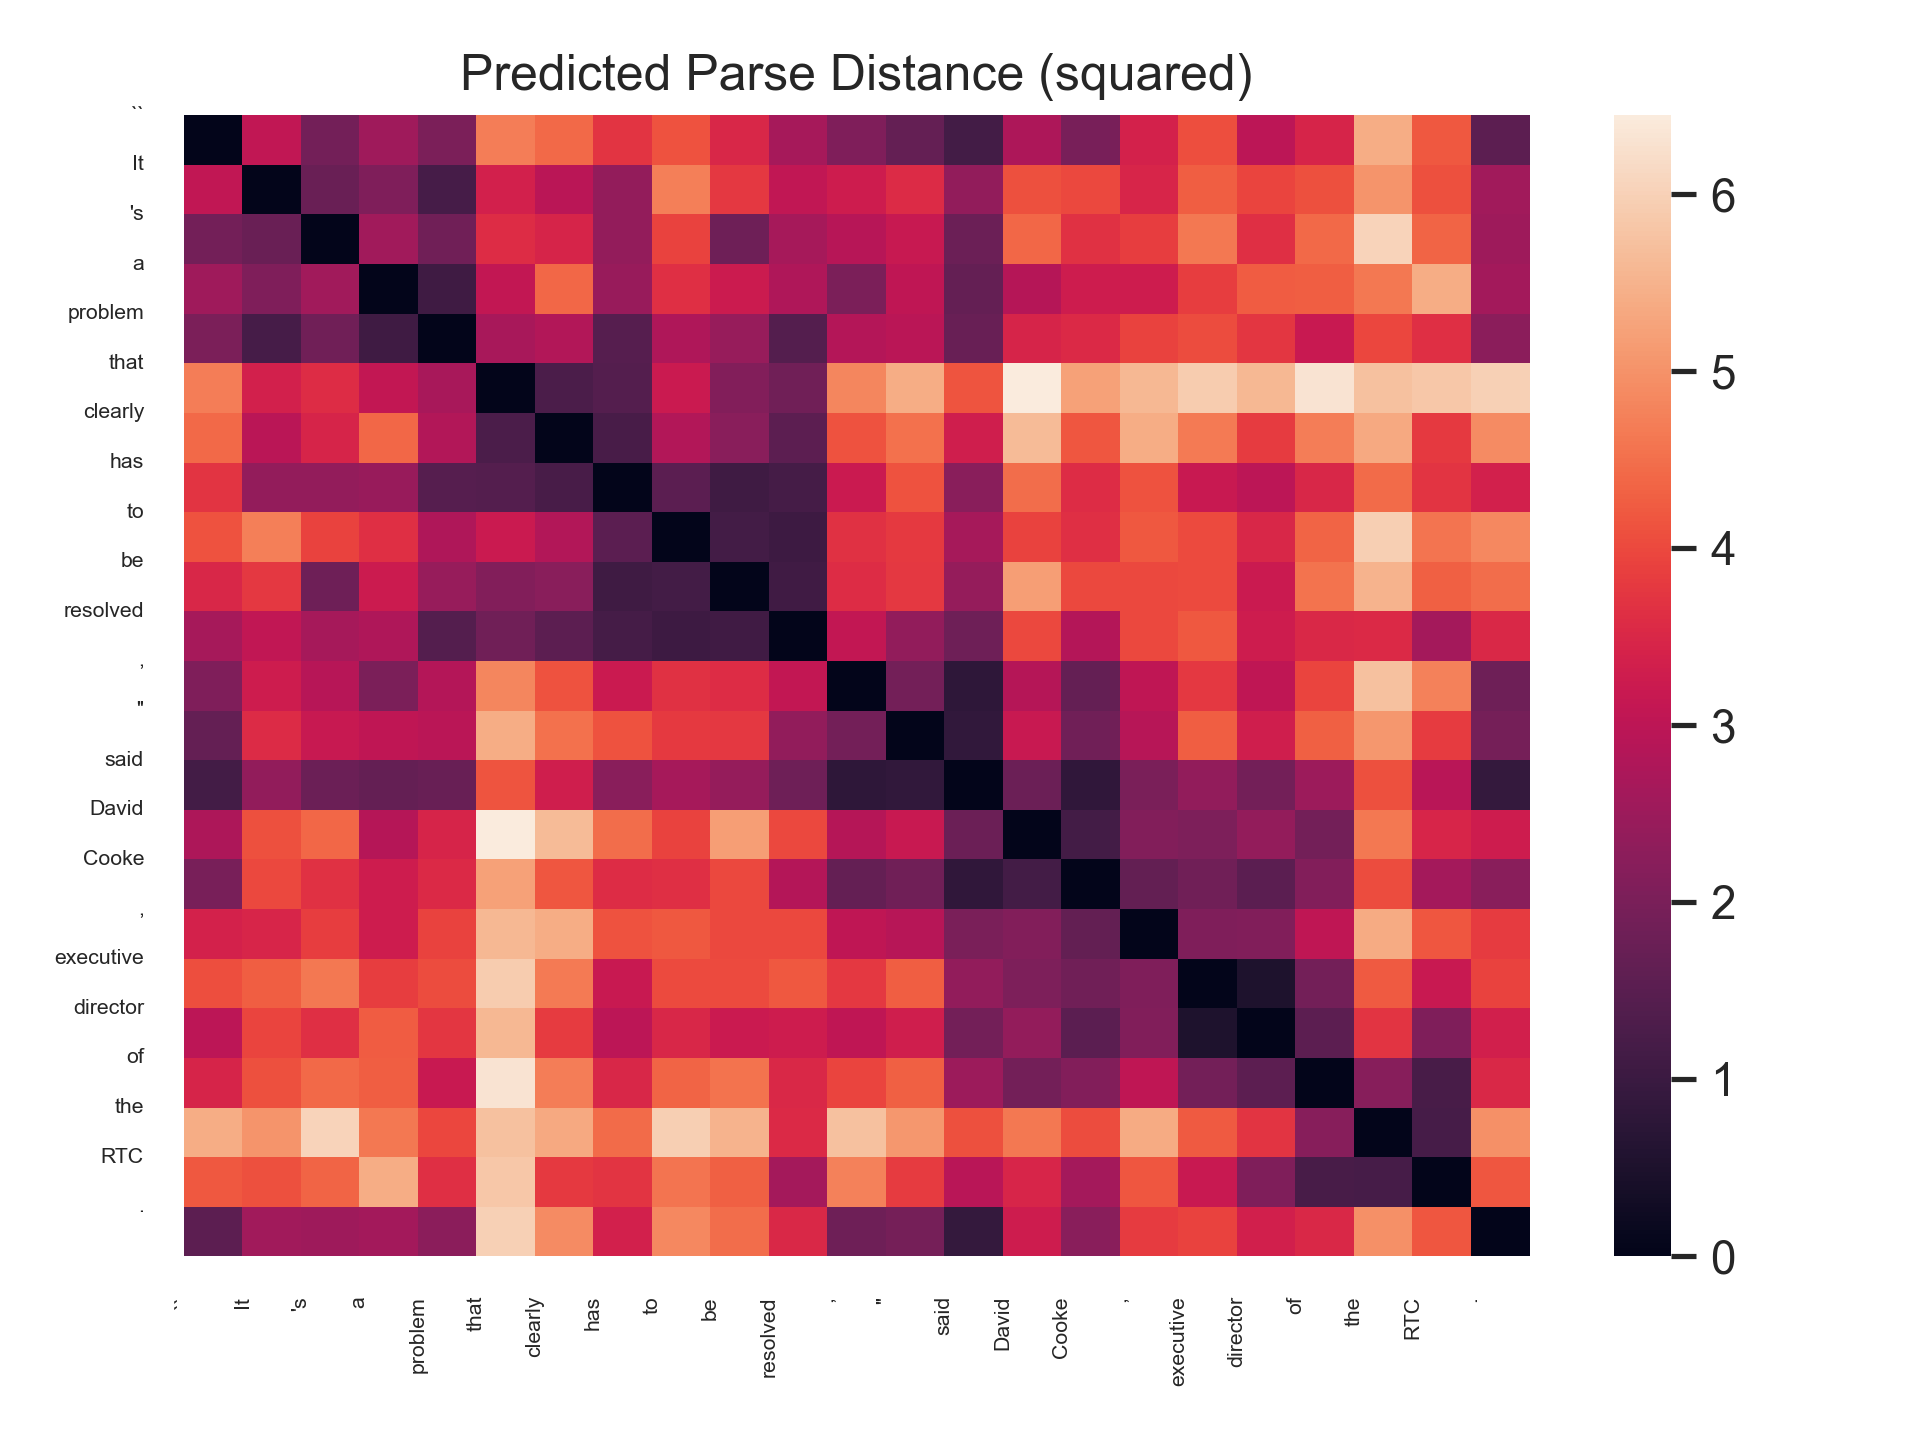 Predicted Parse Distance (squared)
``
It
's
a
problem
that
clearly
has
to
be
resolved
,
''
said
David
Cooke
,
executive
director
of
the
RTC
.
6
5
4
3
2
1
0
`` It 's a problem that clearly has to be resolved , '' said David Cooke , executive director of the RTC .